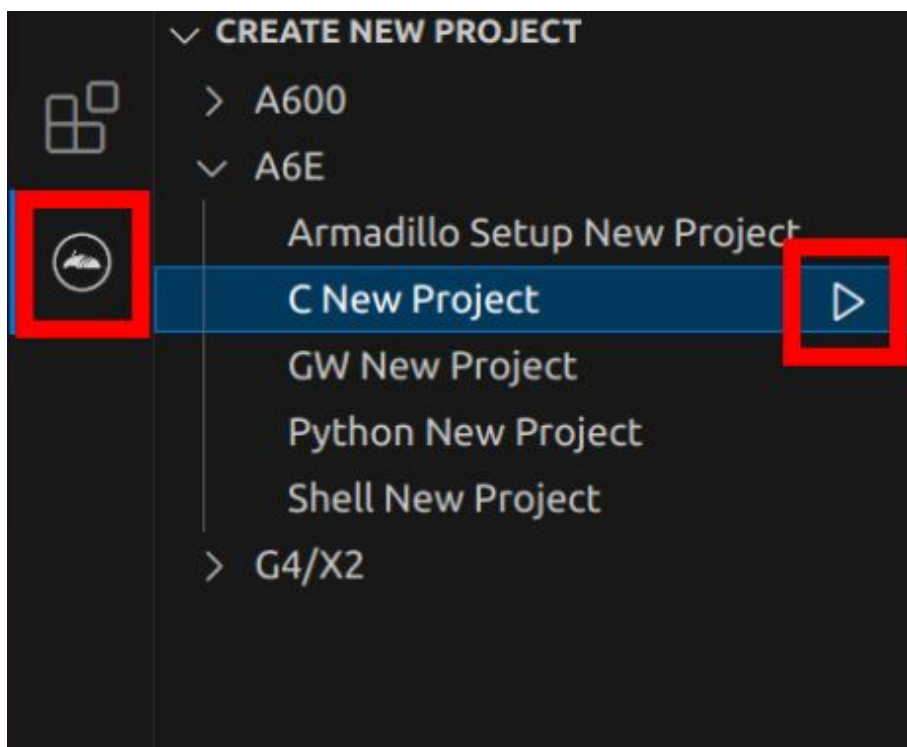 CREATE NEW PROJECT
A600
A6E
Armadillo Setup New Project
C New Project
GW New Project
Python New Project
Shell New Project
G4/X2